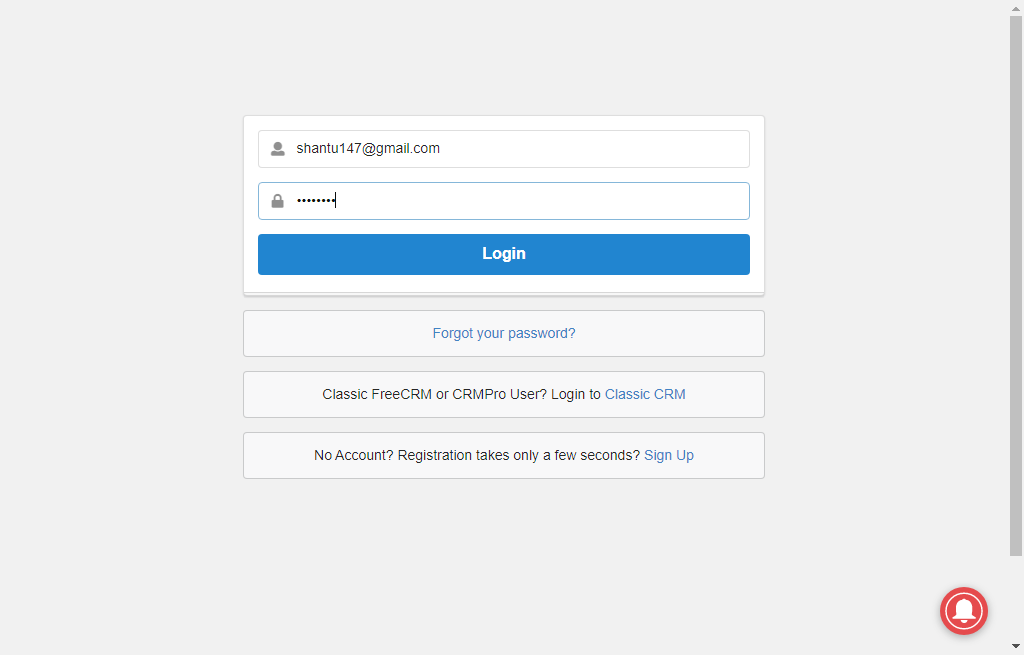 shantu147@gmail.com
••••••••
Login
Forgot your password?
Classic FreeCRM or CRMPro User? Login to Classic CRM
No Account? Registration takes only a few seconds? Sign Up